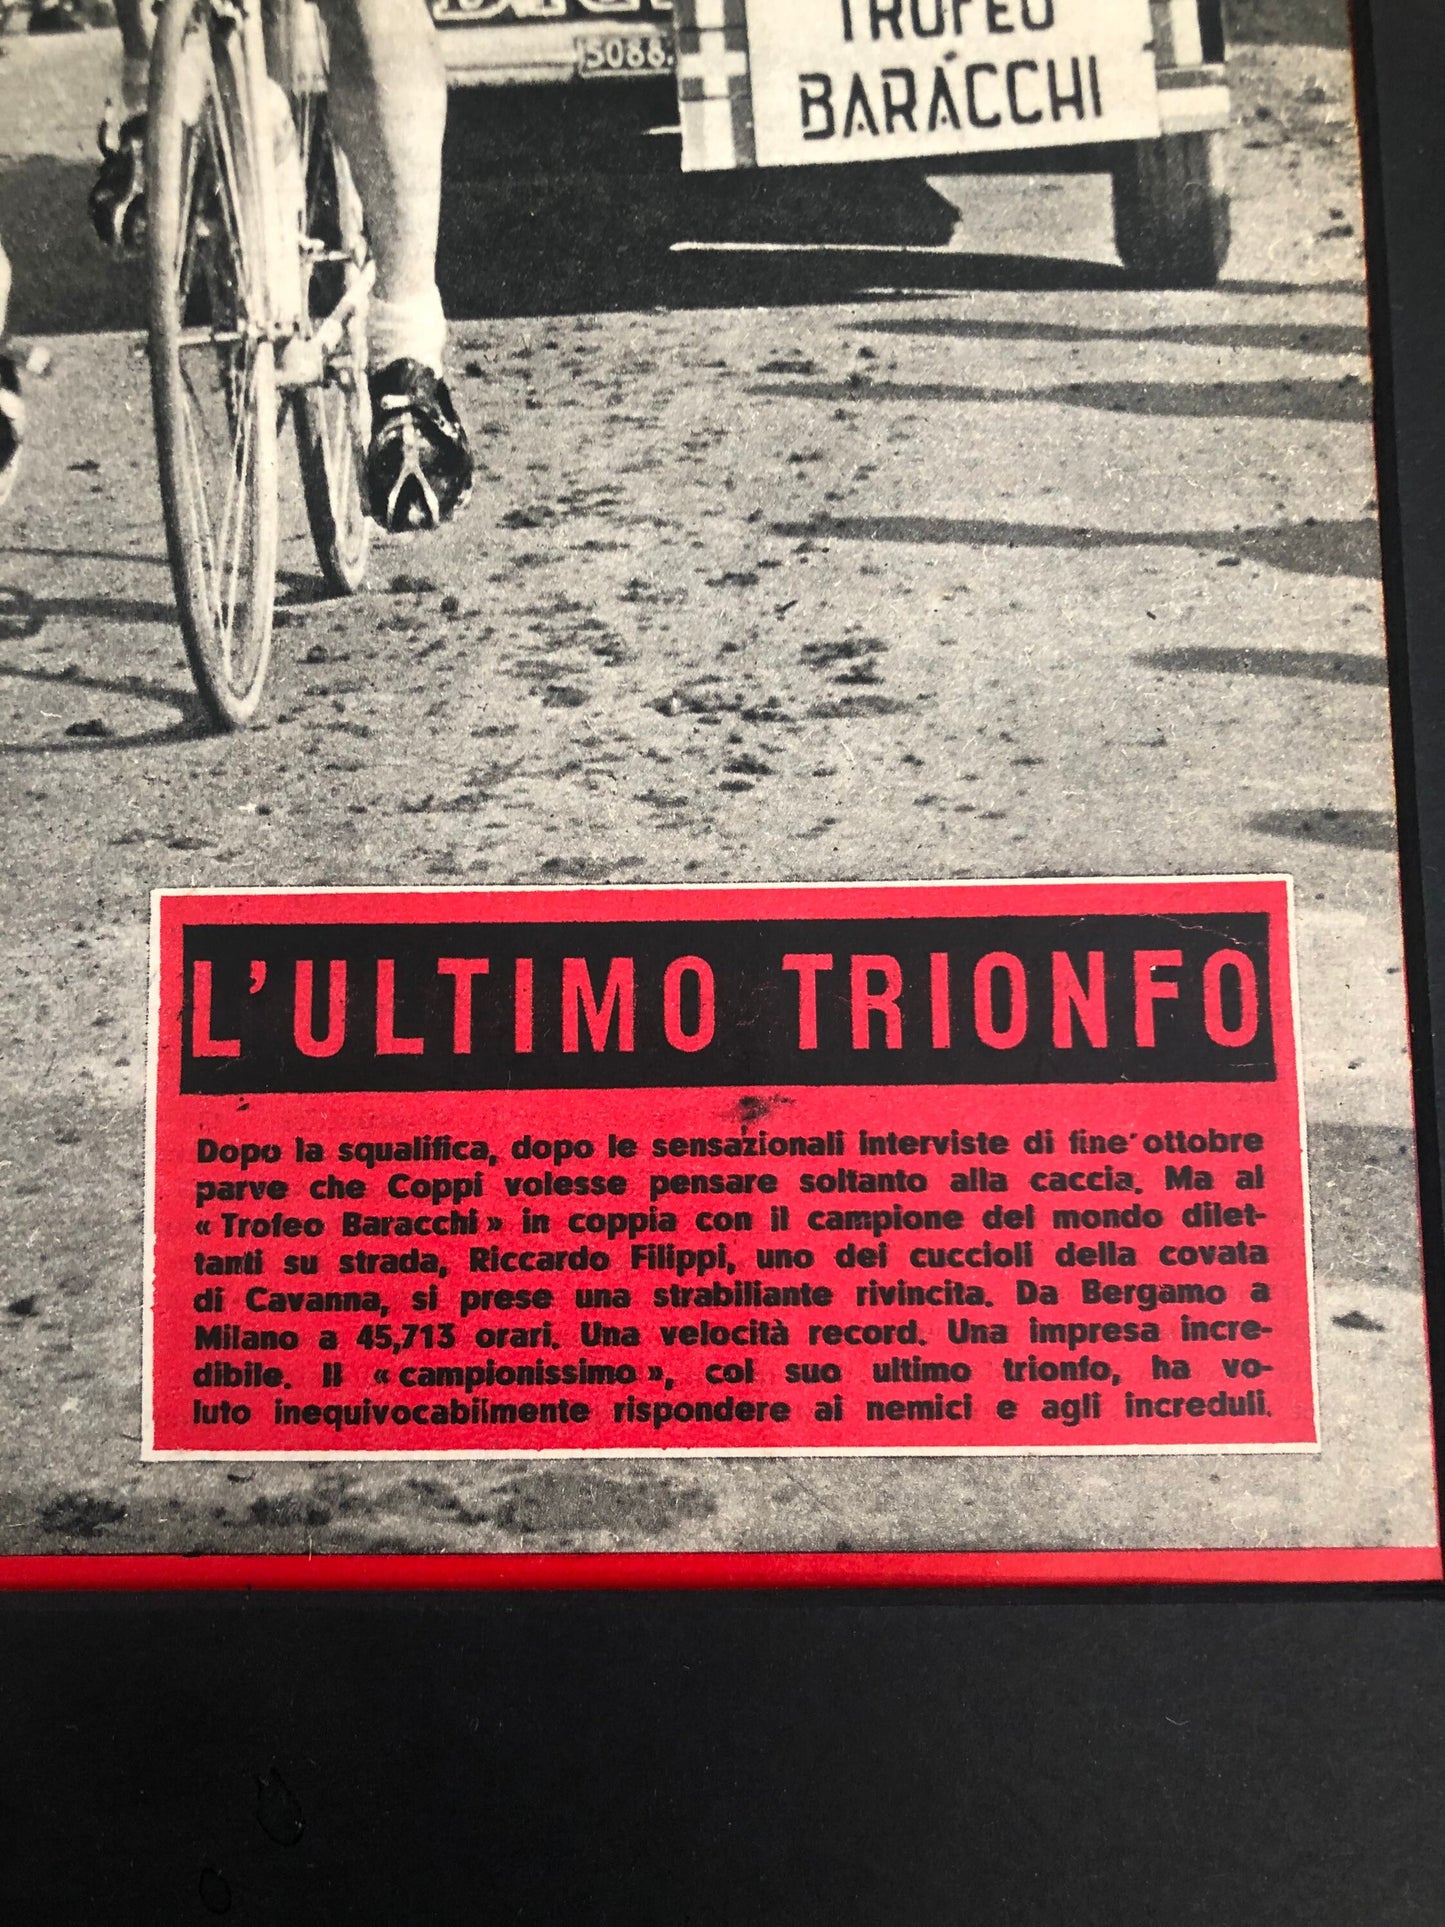 5088
TROFEO
BARACCHI
L'ULTIMO TRIONFO
Dopo la squalifica, dopo le sensazionali interviste di fine ottobre
parve che Coppi volesse pensare soltanto alla caccia. Ma al
« Trofeo Baracchi » in coppia con il campione del mondo dilet-
tanti su strada, Riccardo Filippi, uno dei cuccioli della covata
di Cavanna, si prese una strabiliante rivincita. Da Bergamo a
Milano a 45,713 orari. Una velocità record. Una impresa incre-
dibile. Il « campionissimo », col suo ultimo trionfo, ha vo-
luto inequivocabilmente rispondere ai nemici e agli increduli.